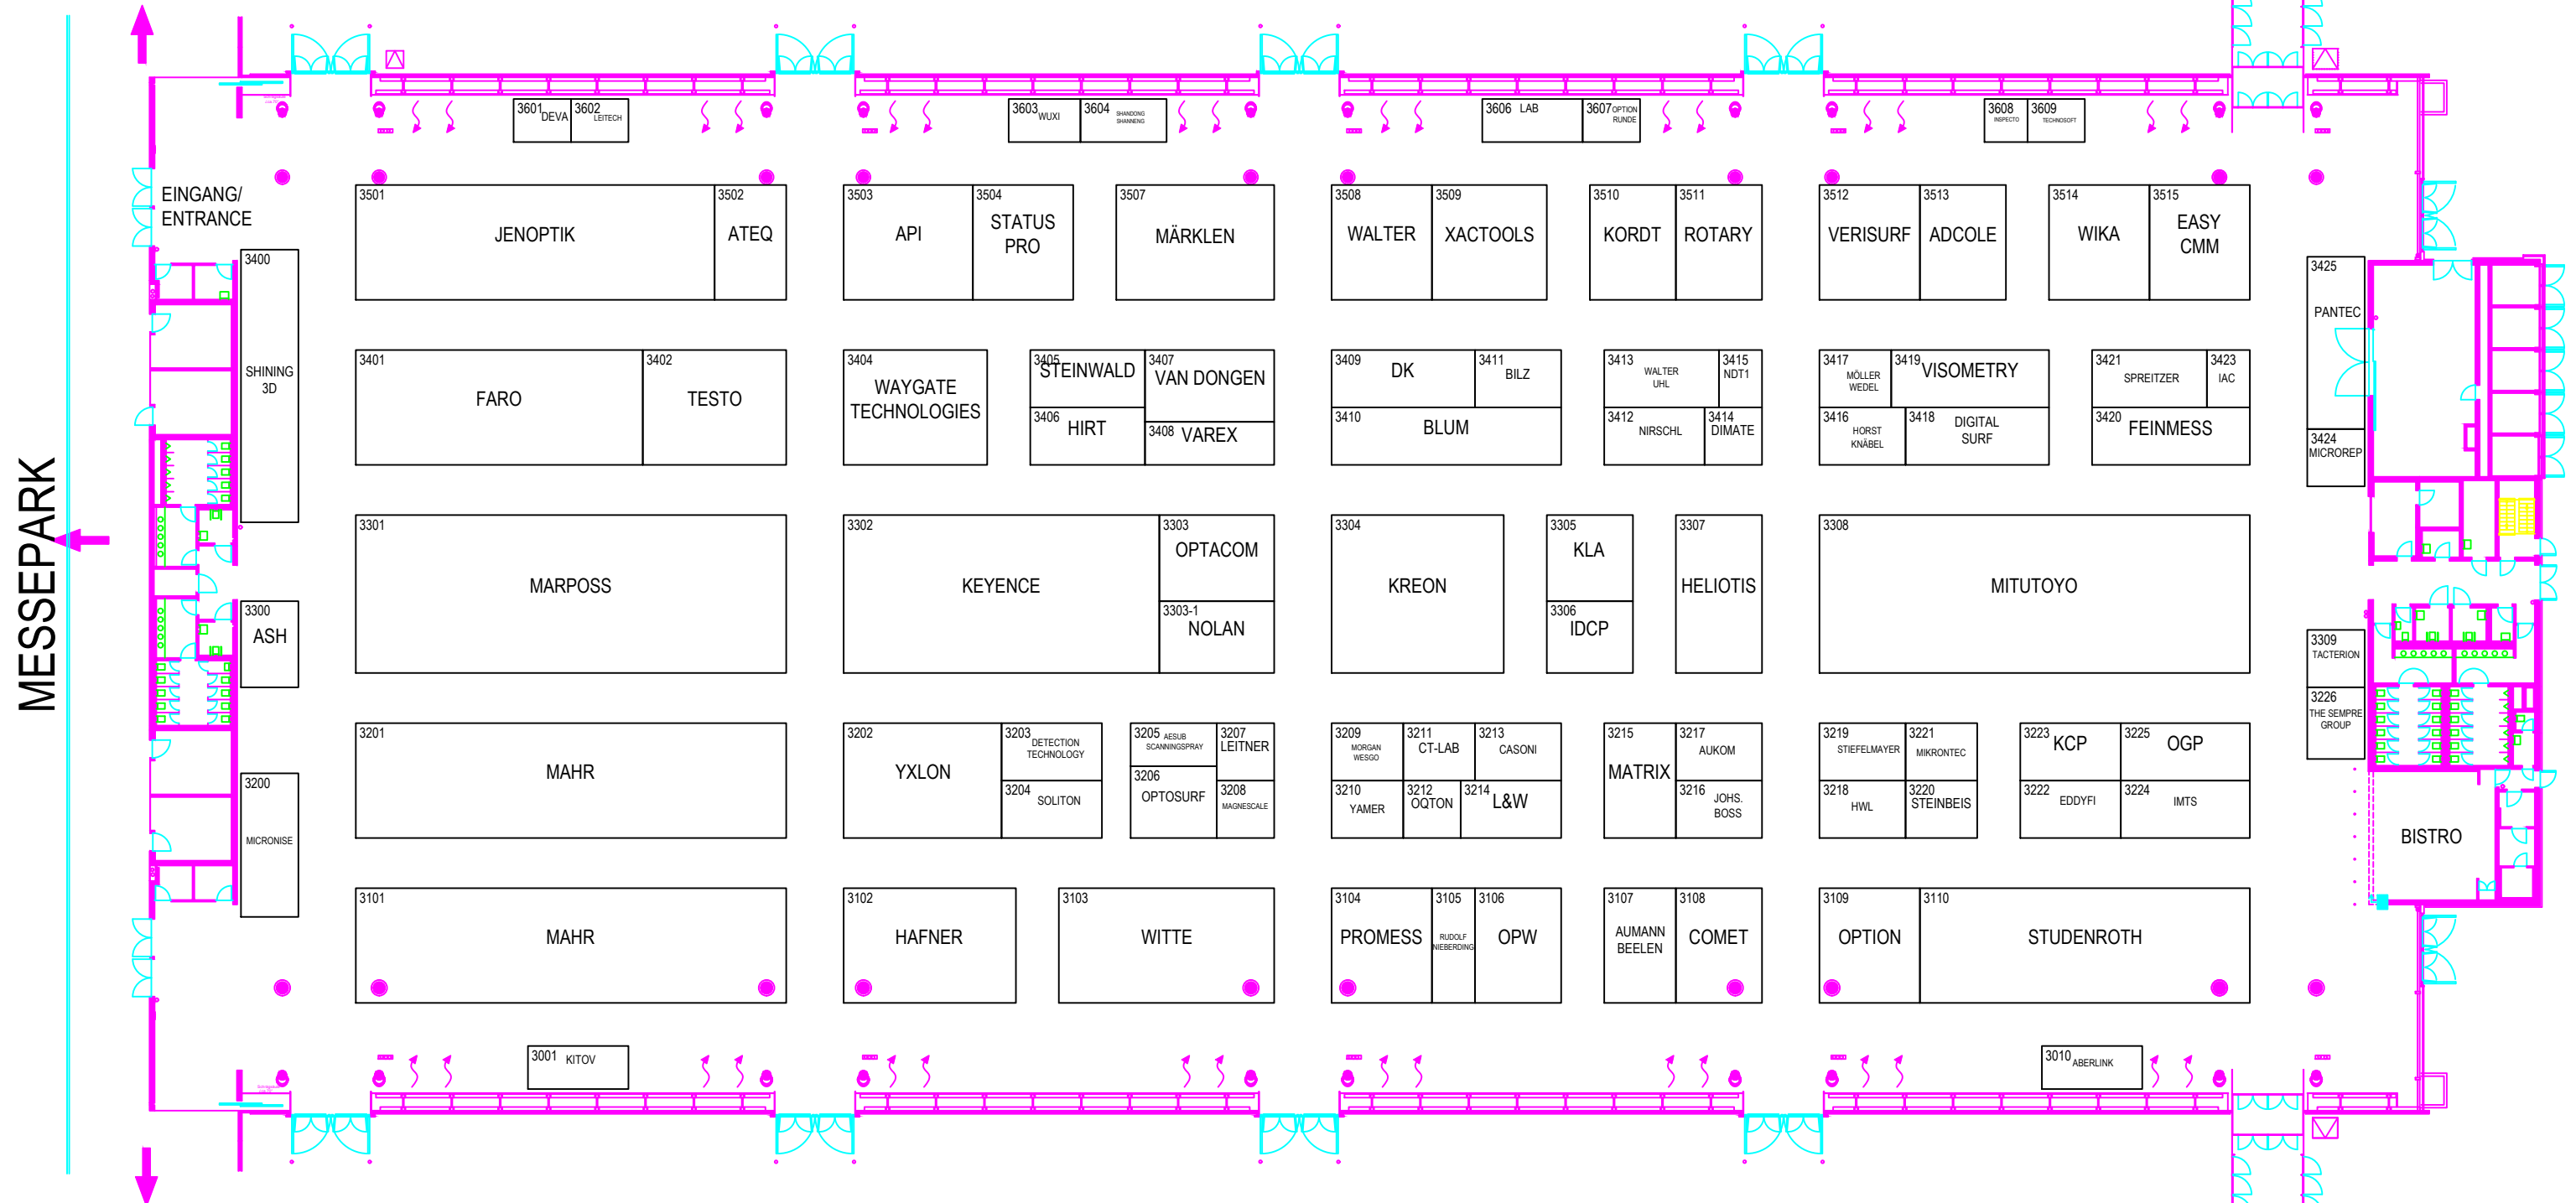 MESSEPARK
EINGANG/
ENTRANCE
3601 DEVA
3602
LEITECH
3603 WUXI
3604 SHANDONG
SHANNENG
3606 LAB
3607 OPTION
RUNDE
3608
INSPECTO
3609
TECHNOSOFT
3501
JENOPTIK
3502
ATEQ
3503
API
3504
STATUS
PRO
3507
MÄRKLEN
3508
WALTER
3509
XACTOOLS
3510
KORDT
3511
ROTARY
3512
VERISURF
3513
ADCOLE
3514
WIKA
3515
EASY
CMM
3400
SHINING
3D
3425
PANTEC
3424
MICROREP
3401
FARO
3402
TESTO
3404
WAYGATE
TECHNOLOGIES
3405
STEINWALD
3407
VAN DONGEN
3406
HIRT
3408 VAREX
3409
DK
3411
BILZ
3410
BLUM
3413
WALTER
UHL
3415
NDT1
3412
NIRSCHL
3414
DIMATE
3417
MÖLLER
WEDEL
3419 VISOMETRY
3416
HORST
KNÄBEL
3418
DIGITAL
SURF
3421
SPREITZER
3423
IAC
3420
FEINMESS
3301
MARPOSS
3302
KEYENCE
3303
OPTACOM
3303-1
NOLAN
3304
KREON
3305
KLA
3306
IDCP
3307
HELIOTIS
3308
MITUTOYO
3300
ASH
3309
TACTERION
3226
THE SEMPRE
GROUP
3200
MICRONISE
3201
MAHR
3202
YXLON
3203
DETECTION
TECHNOLOGY
3204
SOLITON
3205 AESUB
SCANNINGSPRAY
3207
LEITNER
3206
OPTOSURF
3208
MAGNESCALE
3209
MORGAN
WESGO
3211
CT-LAB
3213
CASONI
3210
YAMER
3212
OQTON
3214 L&W
3215
MATRIX
3217
AUKOM
3216
JOHS.
BOSS
3219
STIEFELMAYER
3221
MIKRONTEC
3218
HWL
3220
STEINBEIS
3223 KCP
3225
OGP
3222
EDDYFI
3224
IMTS
BISTRO
3101
MAHR
3102
HAFNER
3103
WITTE
3104
PROMESS
3105
RUDOLF
NIEBERDING
3106
OPW
3107
AUMANN
BEELEN
3108
COMET
3109
OPTION
3110
STUDENROTH
3001 KITOV
3010 ABERLINK